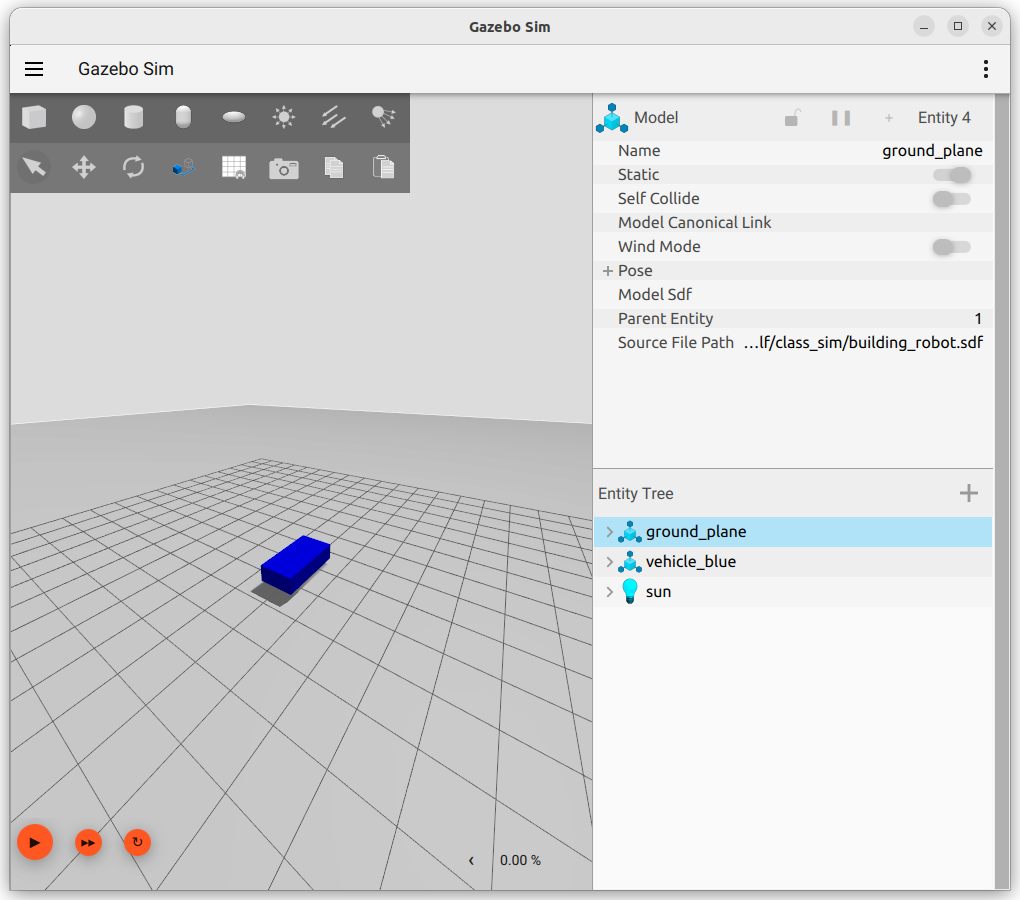 Gazebo Sim
Gazebo Sim
Model
Entity 4
Name ground_plane
Static
Self Collide
Model Canonical Link
Wind Mode
Pose
Model Sdf
Parent Entity 1
Source File Path …lf/class_sim/building_robot.sdf
Entity Tree
ground_plane
vehicle_blue
sun
0.00 %